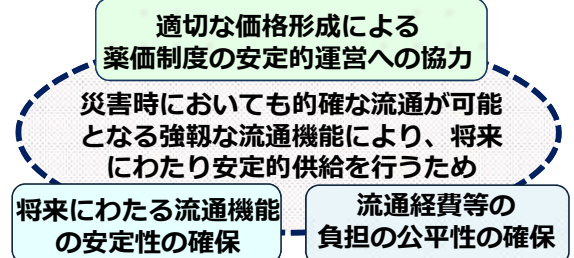 適切な価格形成による
薬価制度の安定的運営への協力
災害時においても的確な流通が可能
となる強靱な流通機能により、将来
にわたり安定的供給を行うため
将来にわたる流通機能
の安定性の確保
流通経費等の
負担の公平性の確保